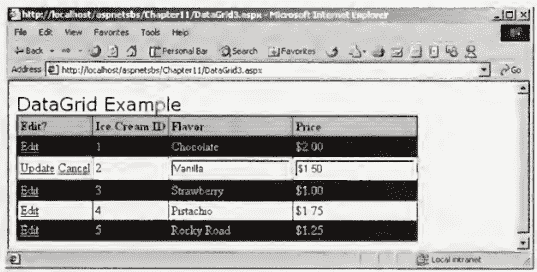 http://localhost/aspnetsbs/Chapter11/DataGrid3.aspx - Microsoft Internet Explorer
File Edit View Favorites Tools Help
Back Personal Bar Search Favorites
Address http://localhost/aspnetsbs/Chapter11/DataGrid3.aspx Go
DataGrid Example
Edit? Ice Cream ID Flavor Price
Edit 1 Chocolate $2.00
Update Cancel 2 Vanilla $1.50
Edit 3 Strawberry $1.00
Edit 4 Pistachio $1.75
Edit 5 Rocky Road $1.25
Local intranet